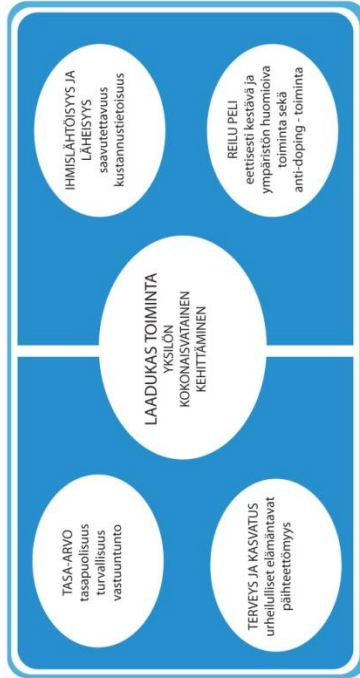 TASA-ARVO
tasapuolisuus
turvallisuus
vastuuntunto
IHMISLÄHTÖISYYS JA
LÄHEISYYS
saavutettavuus
kustannustietoisuus
LAADUKAS TOIMINTA
YKSILÖN
KOKONAISVATAINEN
KEHITTÄMINEN
TERVEYS JA KASVATUS
urheilulliset elämäntavat
päihteettömyys
REILU PELI
eettisesti kestävä ja
ympäristön huomioiva
toiminta sekä
anti-doping - toiminta